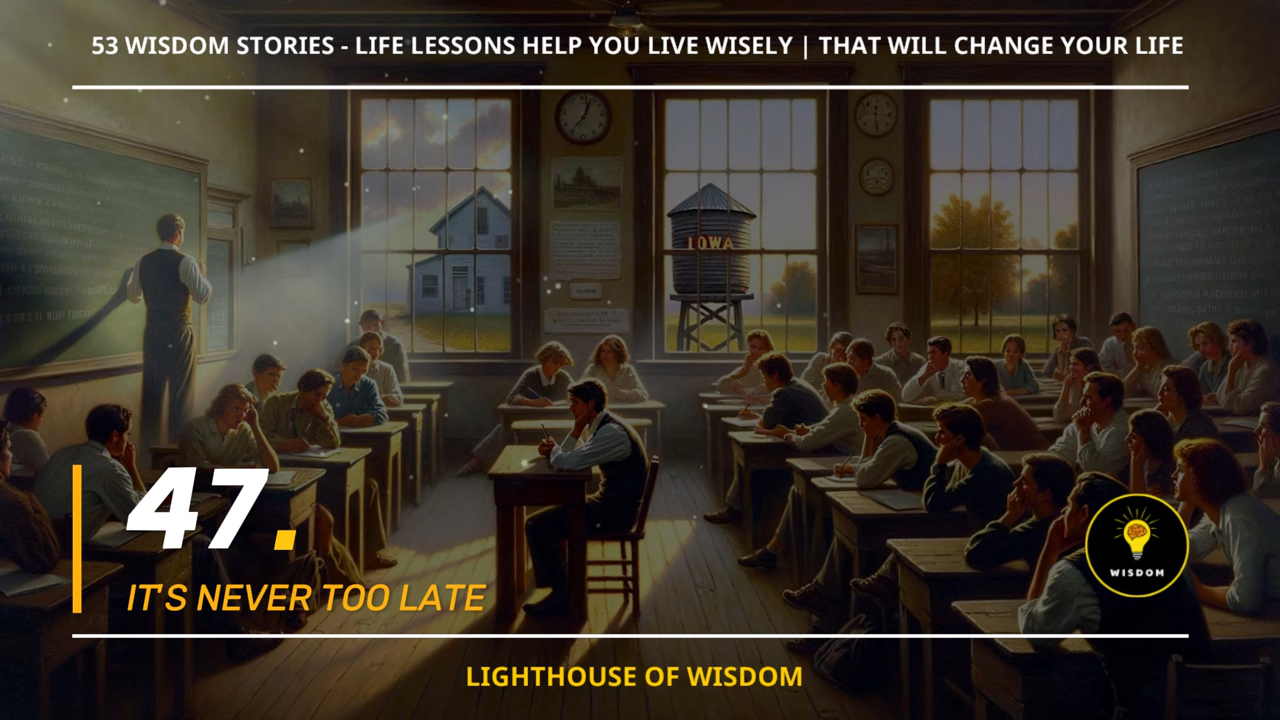 53 WISDOM STORIES - LIFE LESSONS HELP YOU LIVE WISELY | THAT WILL CHANGE YOUR LIFE
IOWA
47.
IT'S NEVER TOO LATE
WISDOM
LIGHTHOUSE OF WISDOM